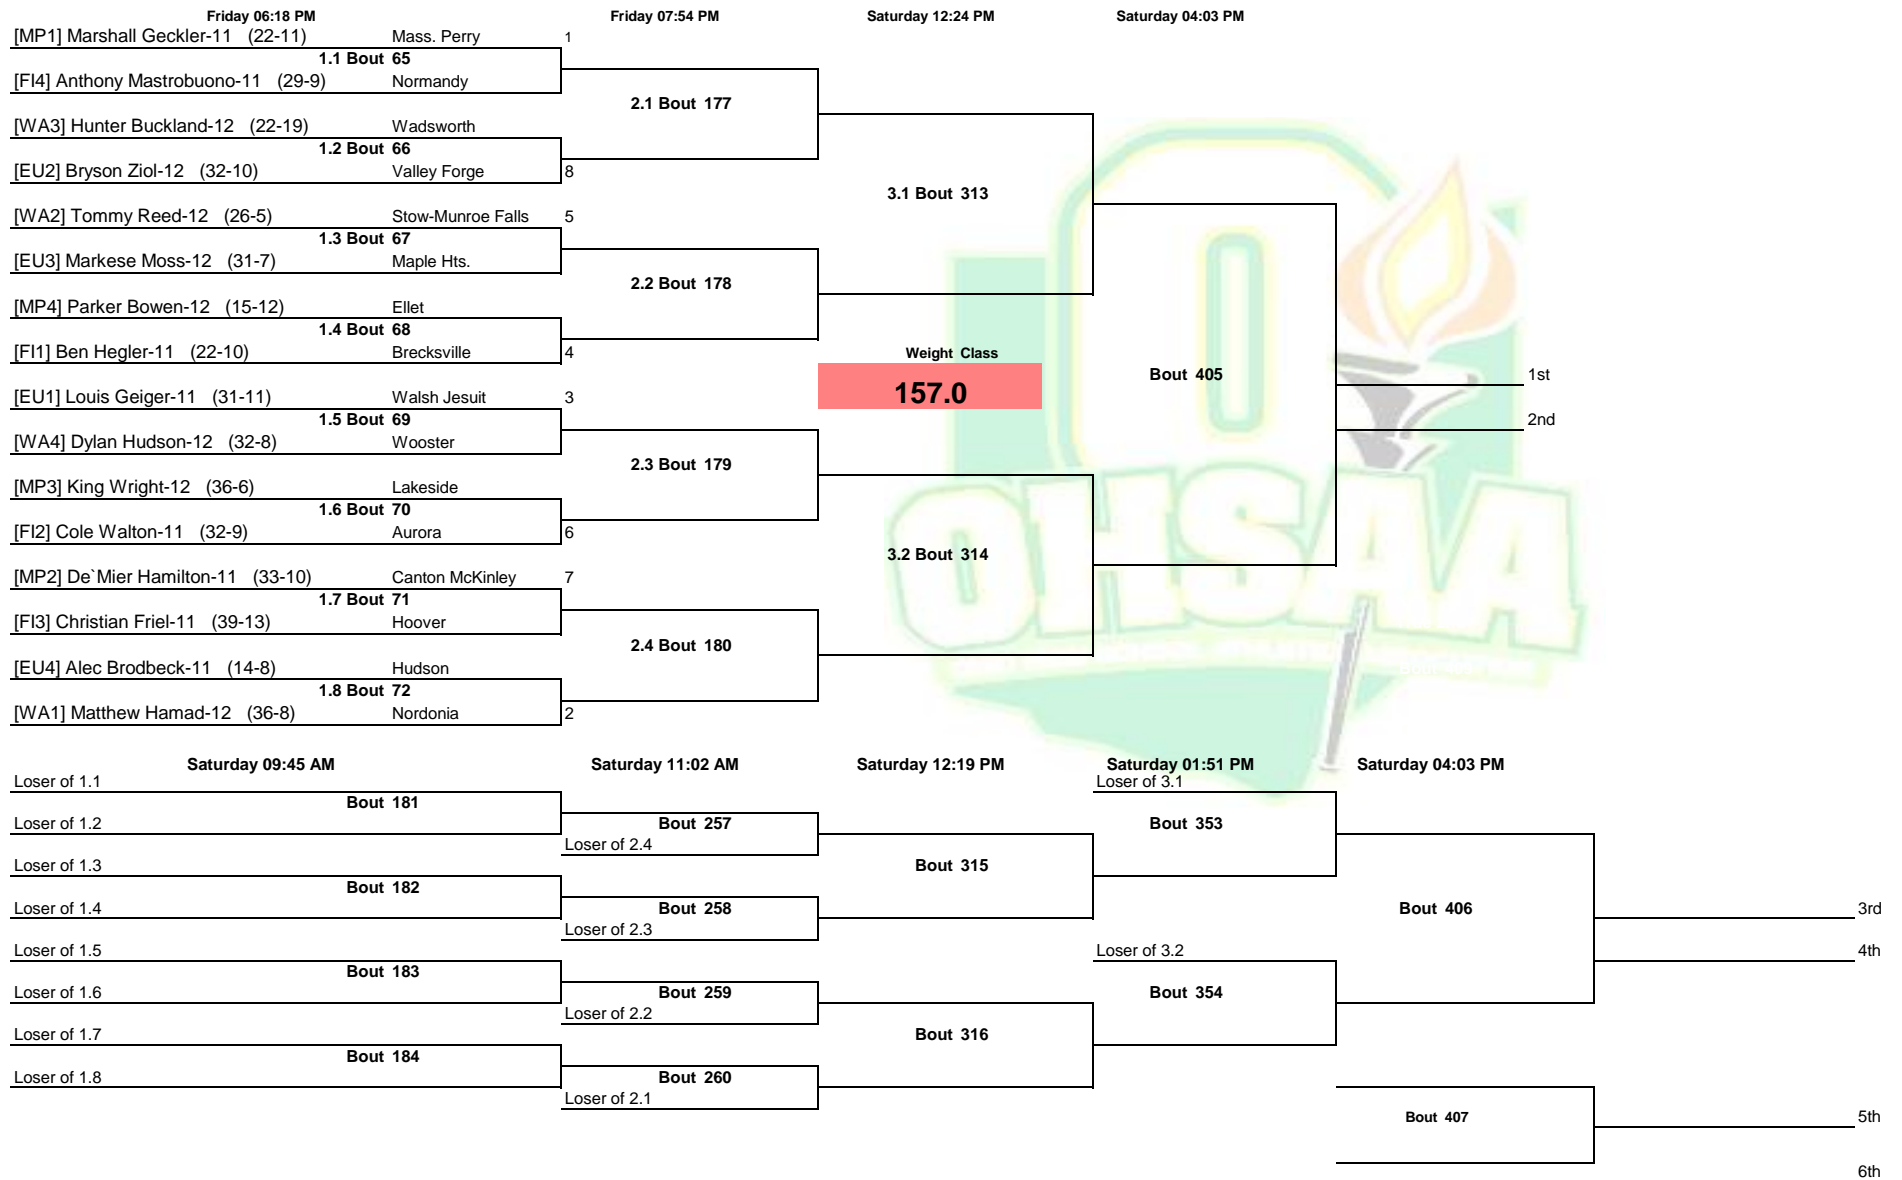 Friday 06:18 PM Friday 07:54 PM Saturday 12:24 PM Saturday 04:03 PM
[MP1] Marshall Geckler-11 (22-11) Mass. Perry 1
1.1 Bout 65
[FI4] Anthony Mastrobuono-11 (29-9) Normandy
2.1 Bout 177
[WA3] Hunter Buckland-12 (22-19) Wadsworth
1.2 Bout 66
[EU2] Bryson Ziol-12 (32-10) Valley Forge 8
3.1 Bout 313
[WA2] Tommy Reed-12 (26-5) Stow-Munroe Falls 5
1.3 Bout 67
[EU3] Markese Moss-12 (31-7) Maple Hts.
2.2 Bout 178
[MP4] Parker Bowen-12 (15-12) Ellet
1.4 Bout 68
[FI1] Ben Hegler-11 (22-10) Brecksville 4
Weight Class
Bout 405 1st
157.0
[EU1] Louis Geiger-11 (31-11) Walsh Jesuit 3
1.5 Bout 69 2nd
[WA4] Dylan Hudson-12 (32-8) Wooster
2.3 Bout 179
[MP3] King Wright-12 (36-6) Lakeside
1.6 Bout 70
[FI2] Cole Walton-11 (32-9) Aurora 6
3.2 Bout 314
OHSAA
[MP2] De`Mier Hamilton-11 (33-10) Canton McKinley 7
1.7 Bout 71
[FI3] Christian Friel-11 (39-13) Hoover
2.4 Bout 180
[EU4] Alec Brodbeck-11 (14-8) Hudson
1.8 Bout 72
[WA1] Matthew Hamad-12 (36-8) Nordonia 2
Saturday 09:45 AM Saturday 11:02 AM Saturday 12:19 PM Saturday 01:51 PM Saturday 04:03 PM
Loser of 1.1 Loser of 3.1
Bout 181
Loser of 1.2 Bout 257 Bout 353
Loser of 2.4
Loser of 1.3 Bout 315
Bout 182
Loser of 1.4 Bout 258 Bout 406 3rd
Loser of 2.3
Loser of 1.5 Loser of 3.2 4th
Bout 183
Loser of 1.6 Bout 259 Bout 354
Loser of 2.2
Loser of 1.7 Bout 316
Bout 184
Loser of 1.8 Bout 260
Loser of 2.1
Bout 407 5th
6th